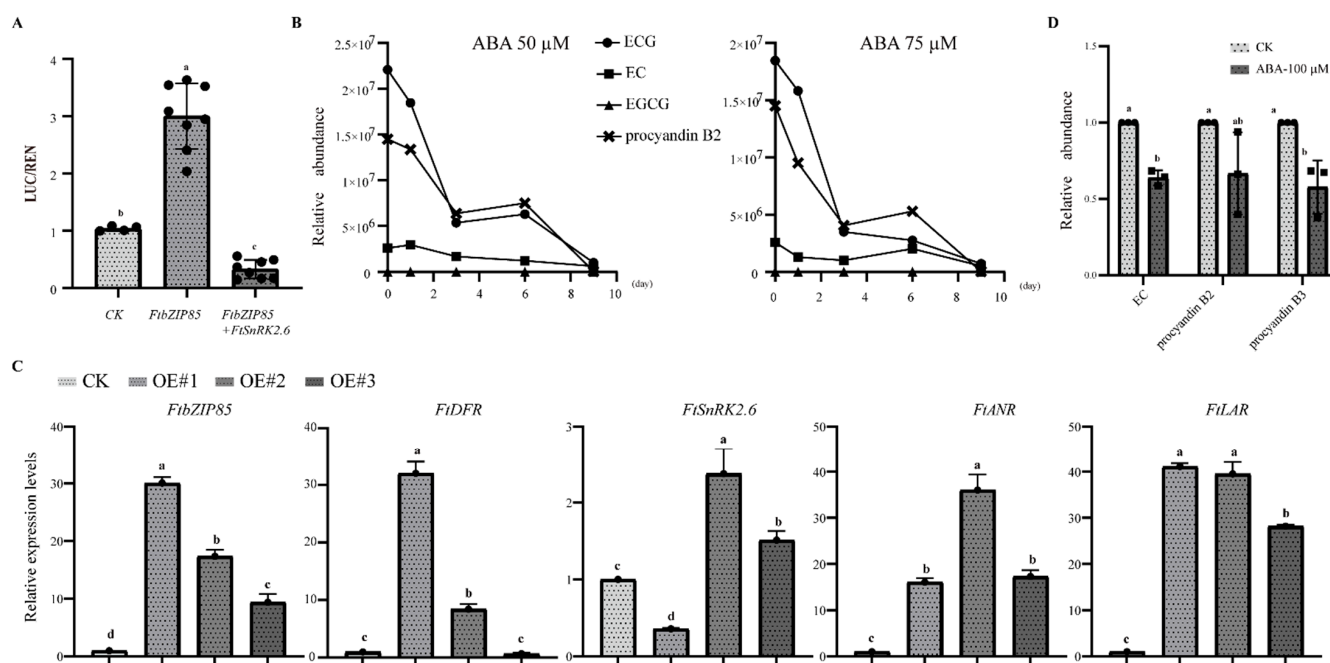 A
LUC/REN
4
3
2
1
0
a
b
c
CK
FtbZIP85
FtbZIP85
+FtSnRK2.6
B
ABA 50 μM
Relative abundance
2.5×10⁷
2×10⁷
1.5×10⁷
1×10⁷
5×10⁶
0
0 2 4 6 8 10
(day)
ECG
EC
EGCG
procyandin B2
ABA 75 μM
2×10⁷
1.5×10⁷
1×10⁷
5×10⁶
0
0 2 4 6 8 10
(day)
D
CK
ABA-100 μM
Relative abundance
1.5
1.0
0.5
0.0
a
b
a
ab
a
b
EC
procyandin B2
procyandin B3
C
CK OE#1 OE#2 OE#3
Relative expression levels
FtbZIP85
40
30
20
10
0
d
a
b
c
FtDFR
40
30
20
10
0
c
a
b
c
FtSnRK2.6
3
2
1
0
c
d
a
b
FtANR
50
40
30
20
10
0
c
b
a
b
FtLAR
50
40
30
20
10
0
c
a
a
b